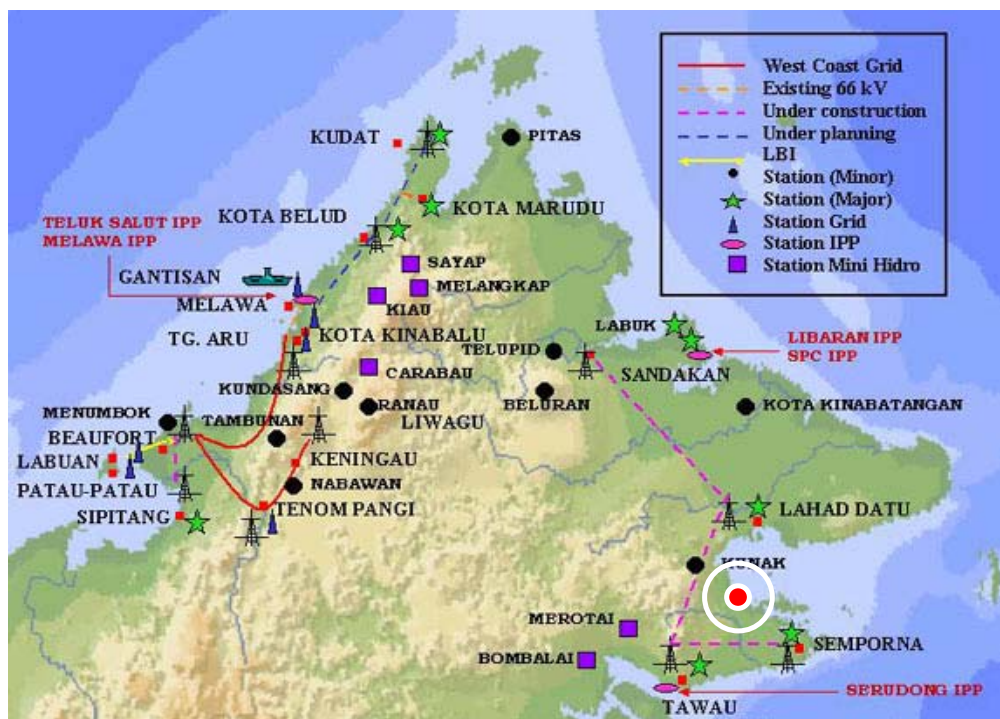 West Coast Grid
Existing 66 kV
Under construction
Under planning
LBI
Station (Minor)
Station (Major)
Station Grid
Station IPP
Station Mini Hidro
KUDAT
PITAS
KOTA BELUD
KOTA MARUDU
TELUK SALUT IPP
MELAWA IPP
SAYAP
GANTISAN
MELANGKAP
MELAWA
KIAU
TG. ARU
KOTA KINABALU
LABUK
LIBARAN IPP
SPC IPP
TELUPID
SANDAKAN
CARABAU
KUNDASANG
BELURAN
RANAU
KOTA KINABATANGAN
MENUMBOK
TAMBUNAN
LIWAGU
BEAUFORT
LABUAN
KENINGAU
PATAU-PATAU
NABAWAN
SIPITANG
TENOM PANGI
LAHAD DATU
KUNAK
MEROTAI
SEMPORNA
BOMBALAI
SERUDONG IPP
TAWAU